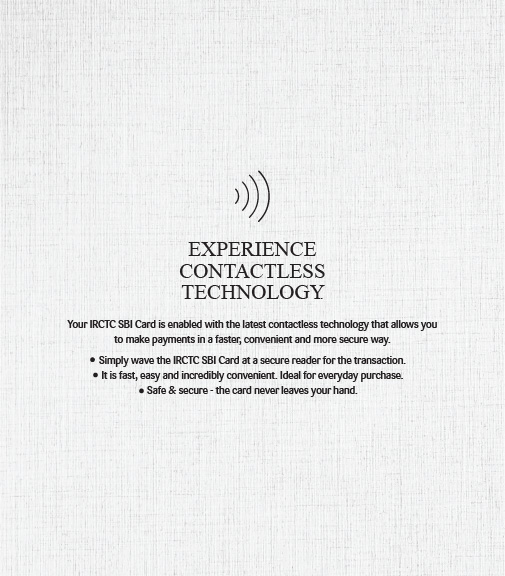 EXPERIENCE
CONTACTLESS
TECHNOLOGY.
Your IRCTC SBI Card is enabled with the latest contactless technology that allows you
to make payments in a faster, convenient and more secure way.
• Simply wave the IRCTC SBI Card at a secure reader for the transaction.
• It is fast, easy and incredibly convenient. Ideal for everyday purchase.
• Safe & secure - the card never leaves your hand.